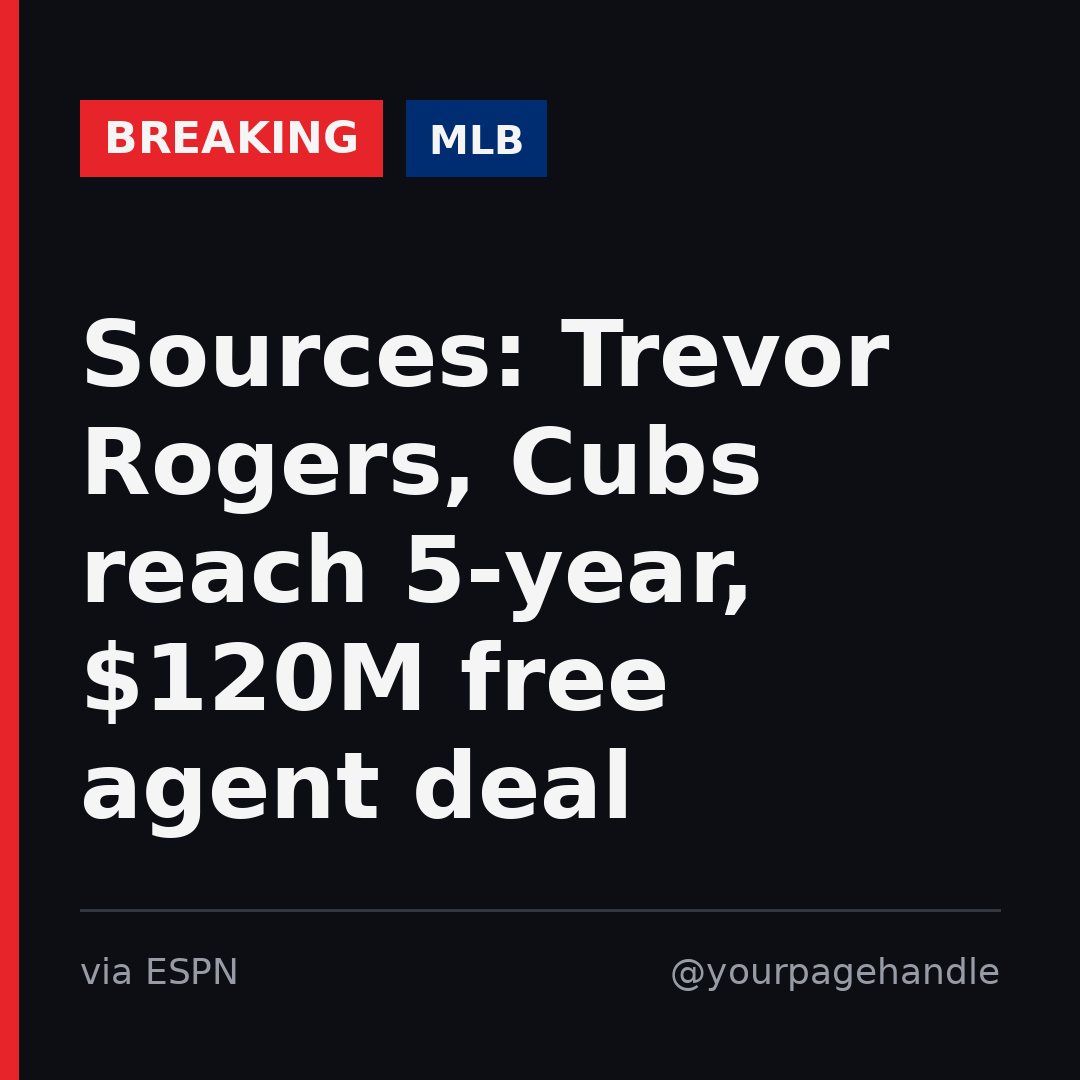 BREAKING MLB
Sources: Trevor
Rogers, Cubs
reach 5-year,
$120M free
agent deal
via ESPN @yourpagehandle